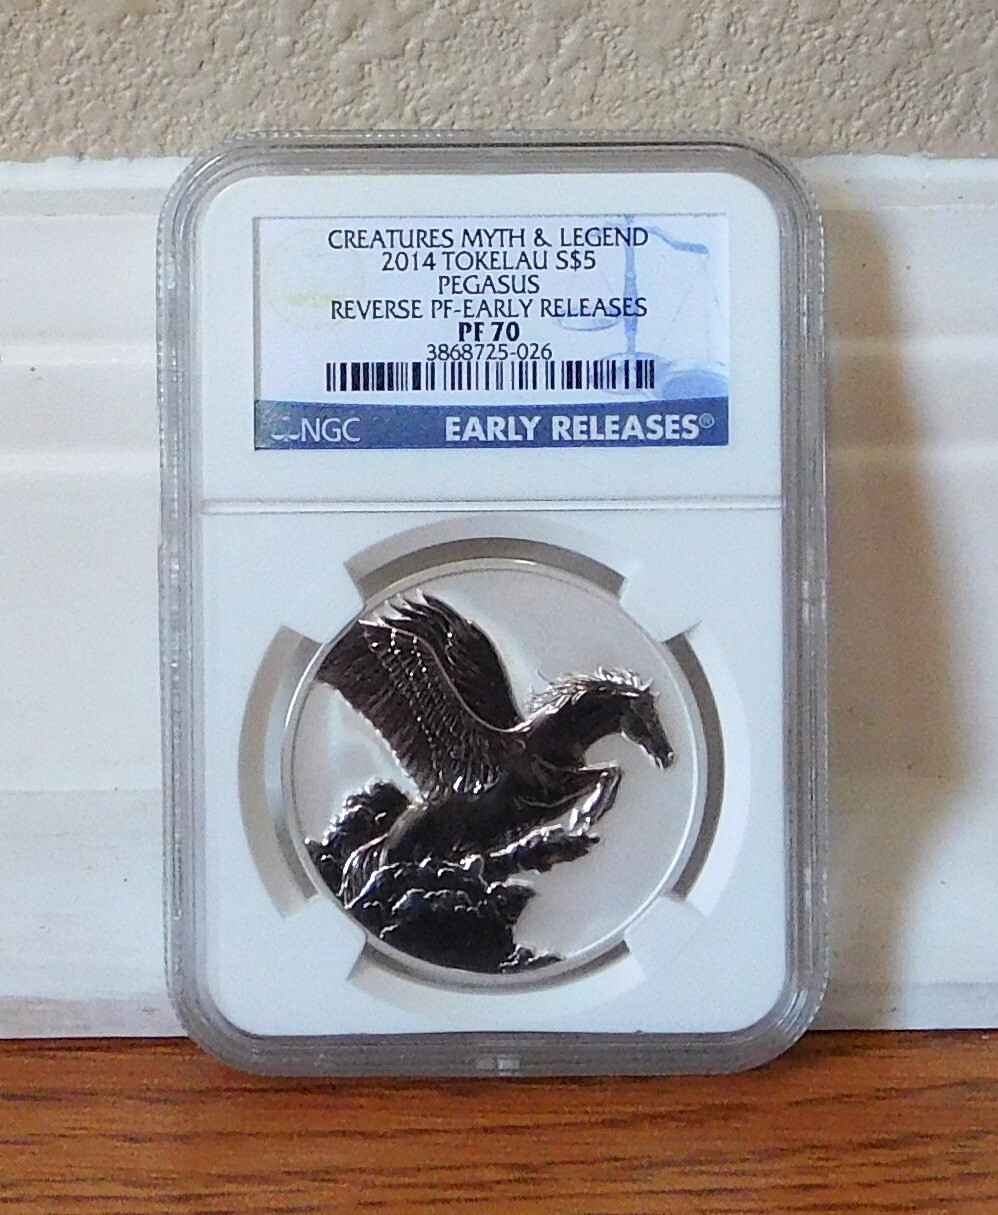 CREATURES MYTH & LEGEND
2014 TOKELAU S$5
PEGASUS
REVERSE PF-EARLY RELEASES
PF 70
3868725-026
NGC EARLY RELEASES®